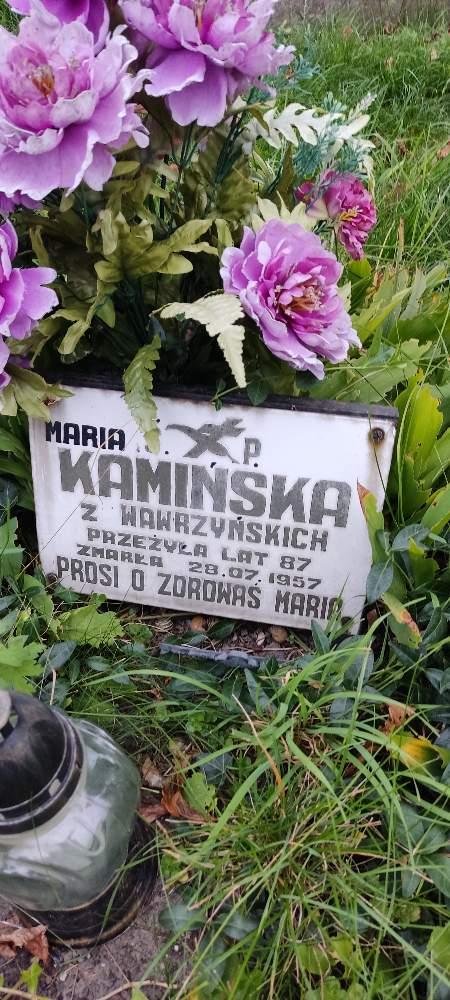 MARIA Ś. P.
KAMIŃSKA
Z WAWRZYŃSKICH
PRZEŻYŁA LAT 87
ZMARŁA 28.07.1957
PROSI O ZDROWAŚ MARIO